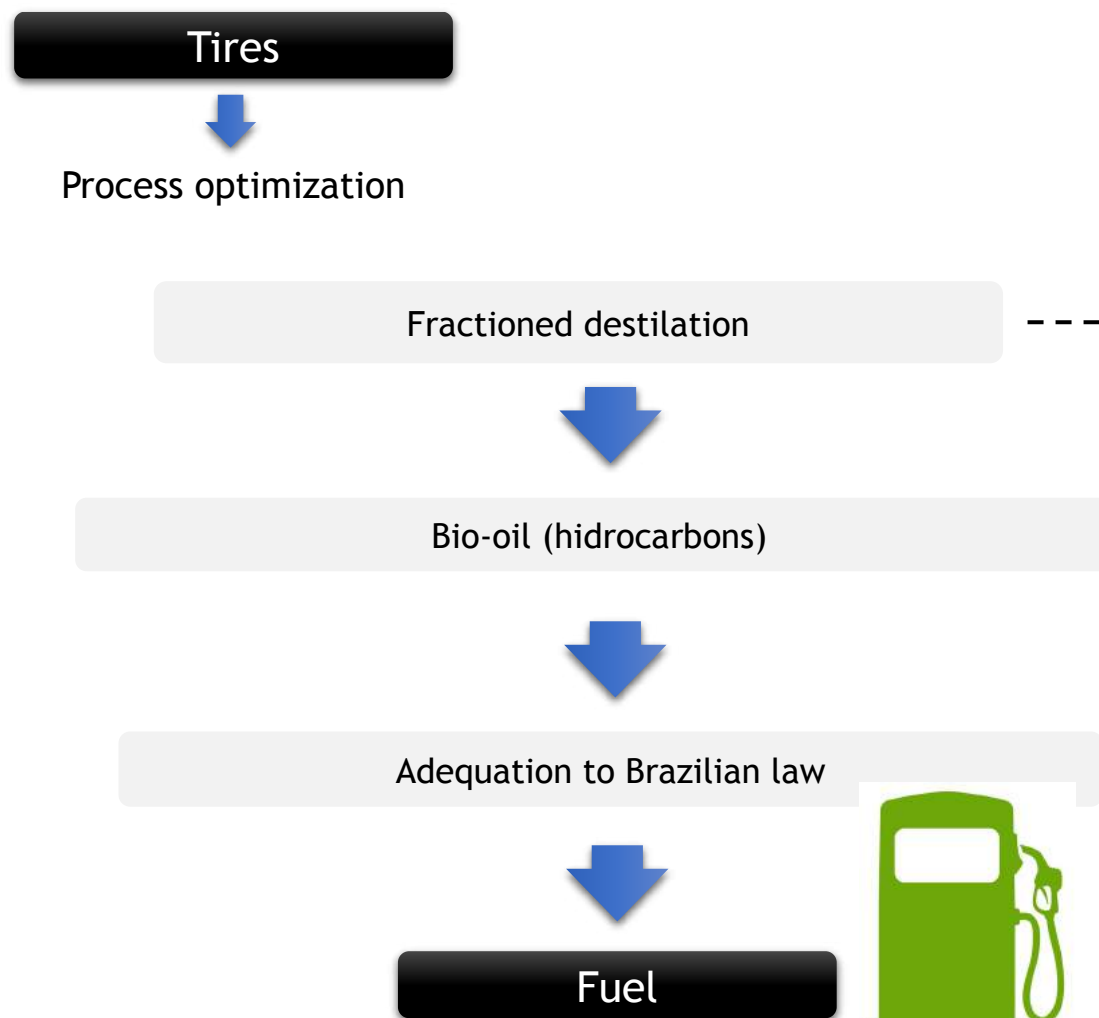 Tires
Process optimization
Fractioned destilation
Bio-oil (hidrocarbons)
Adequation to Brazilian law
Fuel